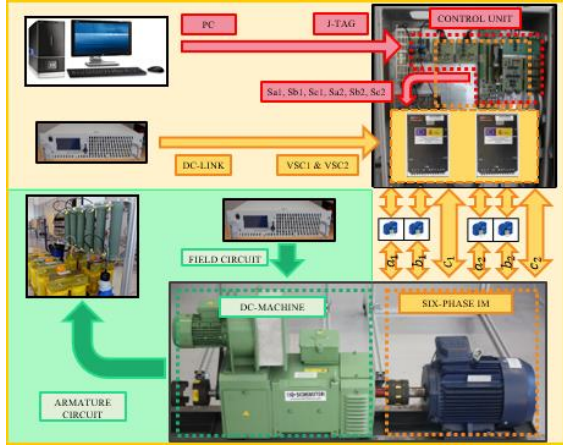 PC
J-TAG
CONTROL UNIT
Sa1, Sb1, Sc1, Sa2, Sb2, Sc2
DC-LINK
VSC1 & VSC2
FIELD CIRCUIT
a1
b1
c1
a2
b2
c2
DC-MACHINE
SIX-PHASE IM
ARMATURE
CIRCUIT